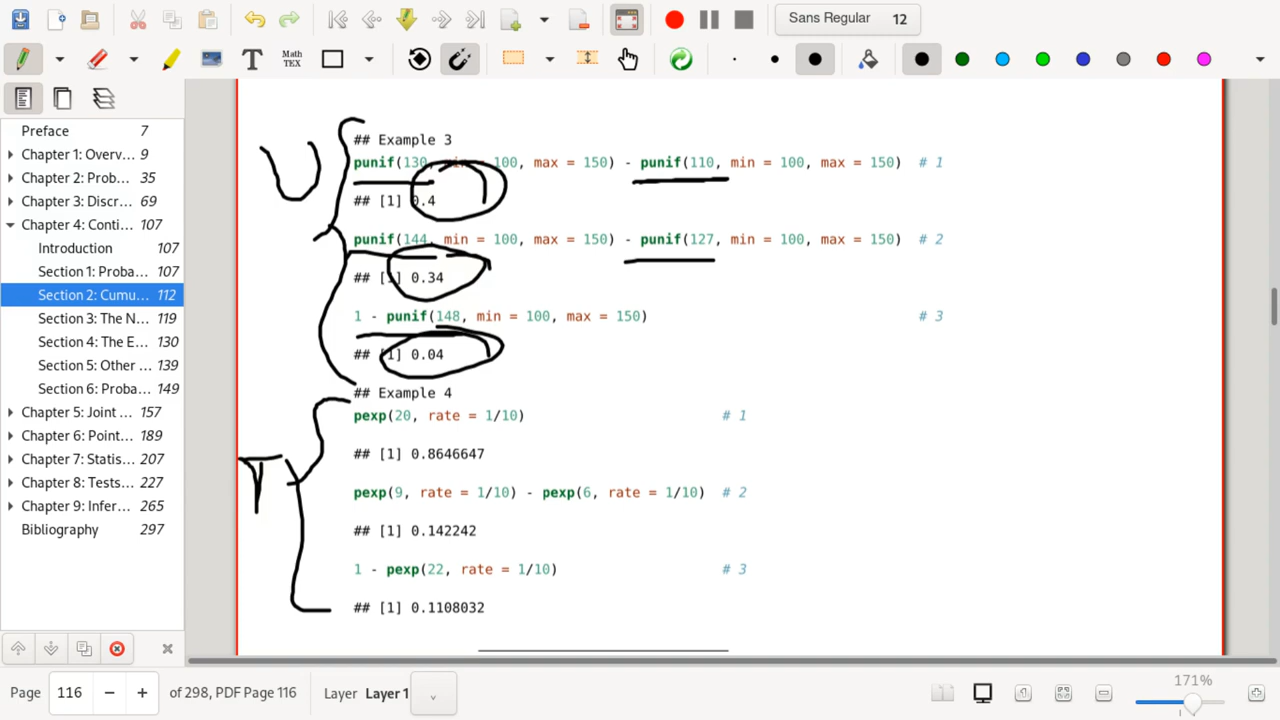 Sans Regular 12
T Math TEX
Preface 7
Chapter 1: Overv... 9
Chapter 2: Prob... 35
Chapter 3: Discr... 69
Chapter 4: Conti... 107
Introduction 107
Section 1: Proba... 107
Section 2: Cumu... 112
Section 3: The N... 119
Section 4: The E... 130
Section 5: Other ... 139
Section 6: Proba... 149
Chapter 5: Joint ... 157
Chapter 6: Point... 189
Chapter 7: Statis... 207
Chapter 8: Tests... 227
Chapter 9: Infer... 265
Bibliography 297
U
## Example 3
punif(130, min = 100, max = 150) - punif(110, min = 100, max = 150) # 1
## [1] 0.4
punif(144, min = 100, max = 150) - punif(127, min = 100, max = 150) # 2
## [1] 0.34
1 - punif(148, min = 100, max = 150) # 3
## [1] 0.04
T
## Example 4
pexp(20, rate = 1/10) # 1
## [1] 0.8646647
pexp(9, rate = 1/10) - pexp(6, rate = 1/10) # 2
## [1] 0.142242
1 - pexp(22, rate = 1/10) # 3
## [1] 0.1108032
Page 116 − + of 298, PDF Page 116 Layer Layer 1 171%